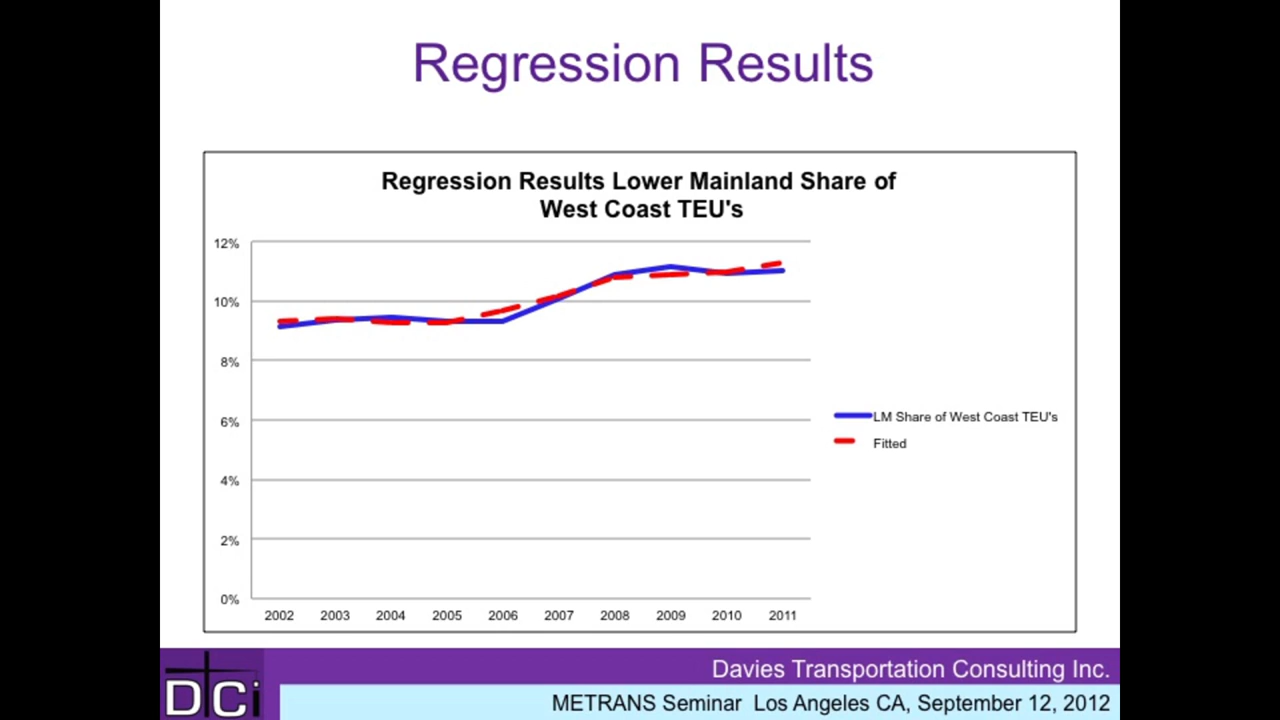 Regression Results
Regression Results Lower Mainland Share of
West Coast TEU's
12%
10%
8%
6%
4%
2%
0%
2002 2003 2004 2005 2006 2007 2008 2009 2010 2011
LM Share of West Coast TEU's
Fitted
DCi
Davies Transportation Consulting Inc.
METRANS Seminar Los Angeles CA, September 12, 2012